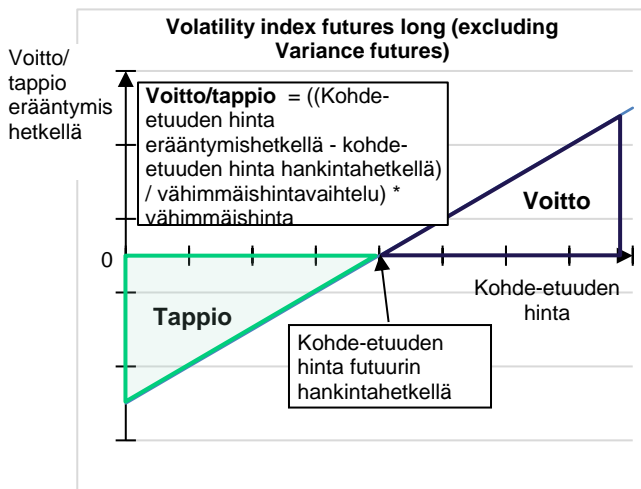 Volatility index futures long (excluding
Variance futures)
Voitto/
tappio
erääntymis
hetkellä
Voitto/tappio = ((Kohde-
etuuden hinta
erääntymishetkellä - kohde-
etuuden hinta hankintahetkellä)
/ vähimmäishintavaihtelu) *
vähimmäishinta
Voitto
0
Kohde-etuuden
hinta
Tappio
Kohde-etuuden
hinta futuurin
hankintahetkellä